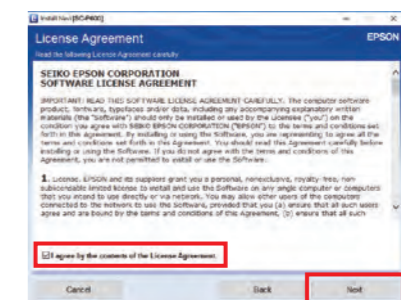 Install Navi [SC-P600]
License Agreement
EPSON
Read the following License Agreement carefully.
SEIKO EPSON CORPORATION
SOFTWARE LICENSE AGREEMENT
IMPORTANT: READ THIS SOFTWARE LICENSE AGREEMENT CAREFULLY. The computer software
product, fontware, typefaces and/or data, including any accompanying explanatory written
materials (the "Software") should only be installed or used by the Licensee ("you") on the
condition you agree with SEIKO EPSON CORPORATION ("EPSON") to the terms and conditions set
forth in this Agreement. By installing or using the Software, you are representing to agree all the
terms and conditions set forth in this Agreement. You should read this Agreement carefully before
installing or using the Software. If you do not agree with the terms and conditions of this
Agreement, you are not permitted to install or use the Software.
1. License. EPSON and its suppliers grant you a personal, nonexclusive, royalty-free, non-
sublicensable limited license to install and use the Software on any single computer or computers
that you intend to use directly or via network. You may allow other users of the computers
connected to the network to use the Software, provided that you (a) ensure that all such users
agree and are bound by the terms and conditions of this Agreement, (b) ensure that all such
I agree by the contents of the License Agreement.
Cancel
Back
Next